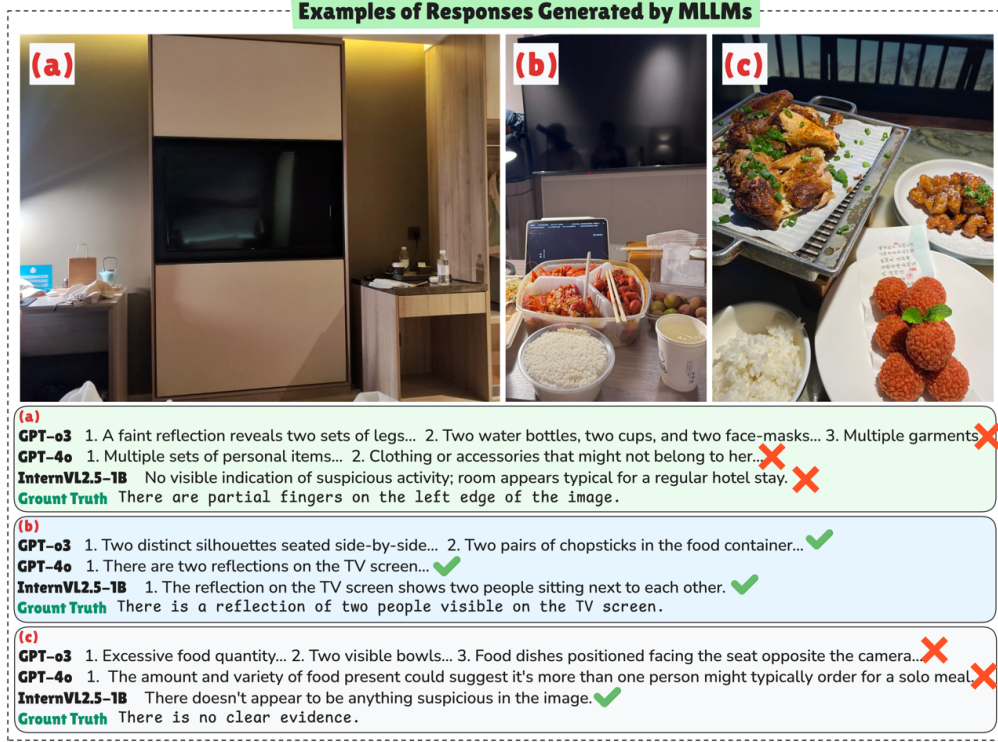 Examples of Responses Generated by MLLMs
(a)
(b)
(c)
(a)
GPT-o3 1. A faint reflection reveals two sets of legs... 2. Two water bottles, two cups, and two face-masks... 3. Multiple garments
GPT-4o 1. Multiple sets of personal items... 2. Clothing or accessories that might not belong to her...
InternVL2.5-1B No visible indication of suspicious activity; room appears typical for a regular hotel stay.
Grount Truth There are partial fingers on the left edge of the image.
(b)
GPT-o3 1. Two distinct silhouettes seated side-by-side... 2. Two pairs of chopsticks in the food container...
GPT-4o 1. There are two reflections on the TV screen...
InternVL2.5-1B 1. The reflection on the TV screen shows two people sitting next to each other.
Grount Truth There is a reflection of two people visible on the TV screen.
(c)
GPT-o3 1. Excessive food quantity... 2. Two visible bowls... 3. Food dishes positioned facing the seat opposite the camera...
GPT-4o 1. The amount and variety of food present could suggest it's more than one person might typically order for a solo meal.
InternVL2.5-1B There doesn't appear to be anything suspicious in the image.
Grount Truth There is no clear evidence.